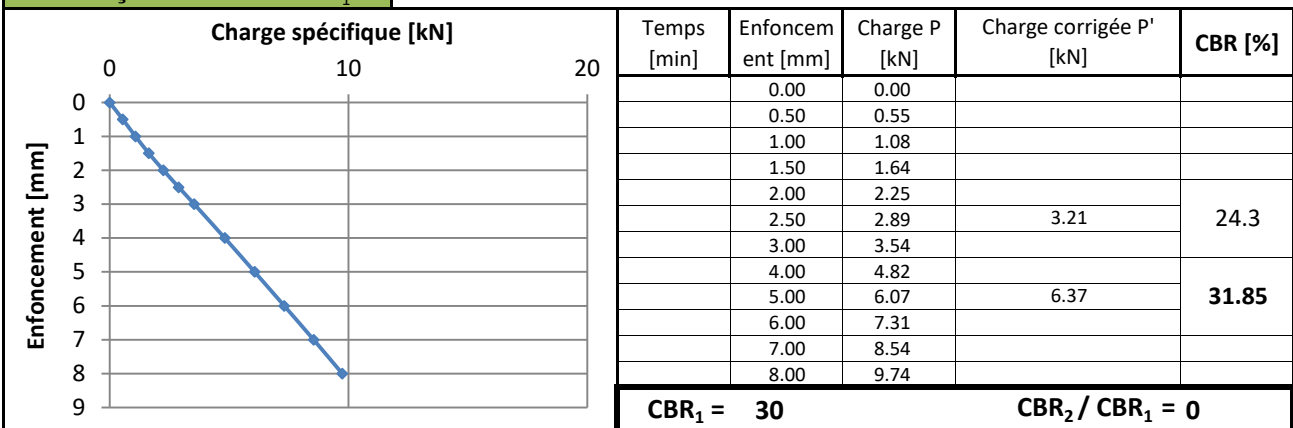 Charge spécifique [kN]
0 10 20
0
1
2
3
4
5
6
7
8
9
Enfoncement [mm]
Temps [min] Enfoncem ent [mm] Charge P [kN] Charge corrigée P' [kN] CBR [%]
0.00 0.00
0.50 0.55
1.00 1.08
1.50 1.64
2.00 2.25
2.50 2.89 3.21 24.3
3.00 3.54
4.00 4.82
5.00 6.07 6.37 31.85
6.00 7.31
7.00 8.54
8.00 9.74
CBR₁ = 30 CBR₂ / CBR₁ = 0